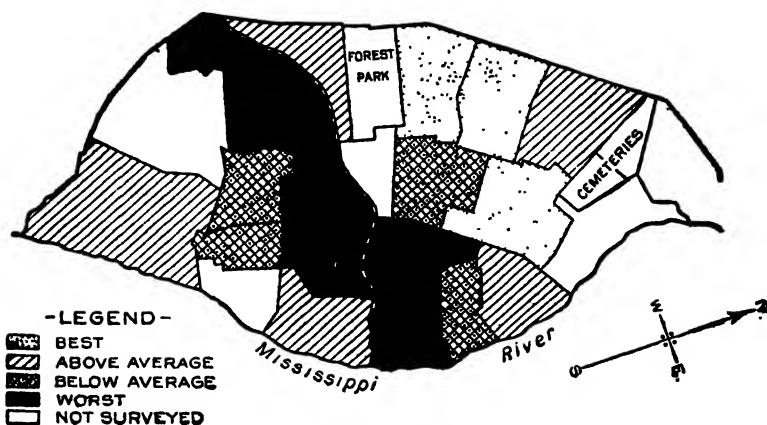 FOREST
PARK
CEMETERIES
-LEGEND-
BEST
ABOVE AVERAGE
BELOW AVERAGE
WORST
NOT SURVEYED
Mississippi River
N
W
E
S